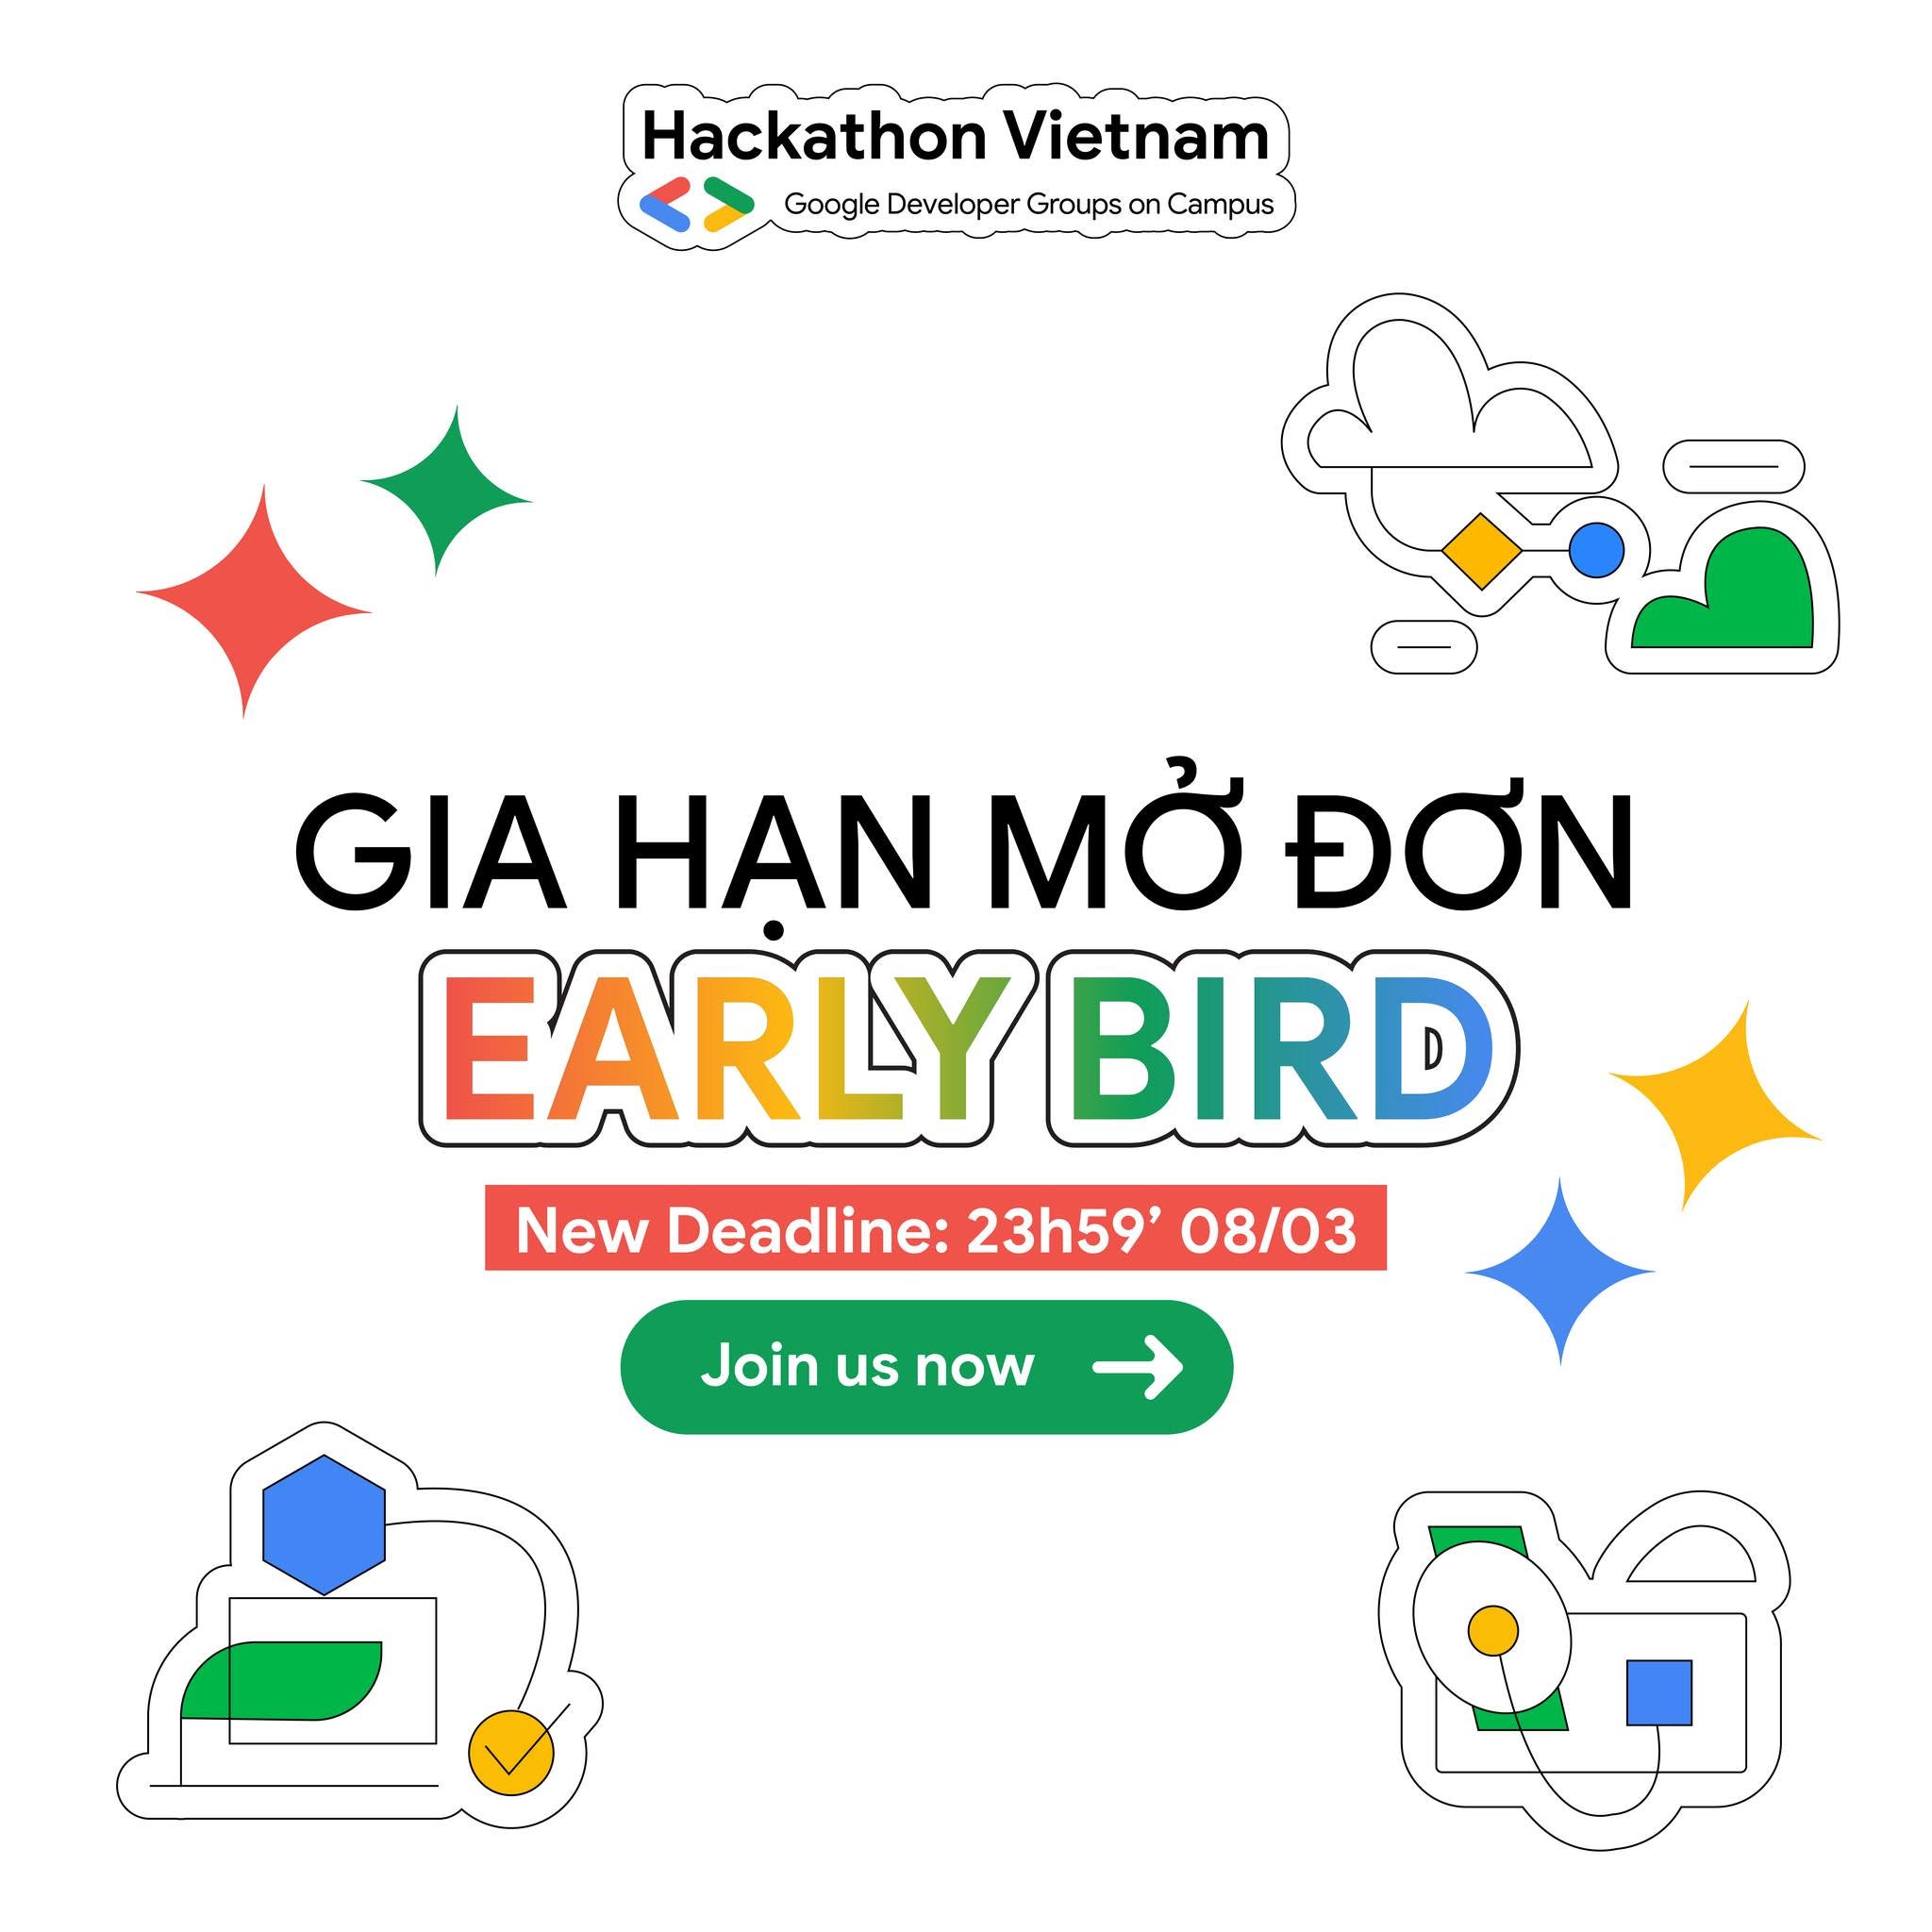 Hackathon Vietnam
Google Developer Groups on Campus
GIA HẠN MỞ ĐƠN
EARLY BIRD
New Deadline: 23h59’ 08/03
Join us now